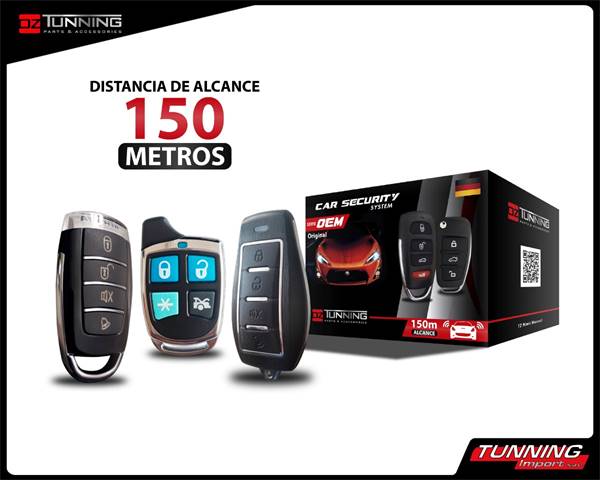 TUNNING
PARTS & ACCESSORIES
DISTANCIA DE ALCANCE
150
METROS
CAR SECURITY
SYSTEM
OEM
Original
TUNNING
150m
ALCANCE
TUNNING
TUNNING
Import